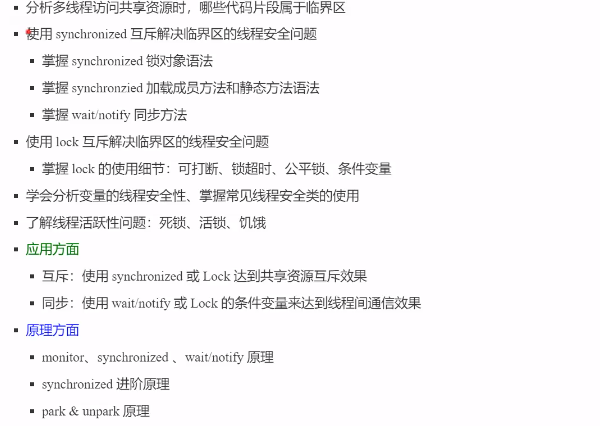 分析多线程访问共享资源时，哪些代码片段属于临界区
使用 synchronized 互斥解决临界区的线程安全问题
掌握 synchronized 锁对象语法
掌握 synchronzied 加载成员方法和静态方法语法
掌握 wait/notify 同步方法
使用 lock 互斥解决临界区的线程安全问题
掌握 lock 的使用细节：可打断、锁超时、公平锁、条件变量
学会分析变量的线程安全性、掌握常见线程安全类的使用
了解线程活跃性问题：死锁、活锁、饥饿
应用方面
互斥：使用 synchronized 或 Lock 达到共享资源互斥效果
同步：使用 wait/notify 或 Lock 的条件变量来达到线程间通信效果
原理方面
monitor、synchronized 、wait/notify 原理
synchronized 进阶原理
park & unpark 原理